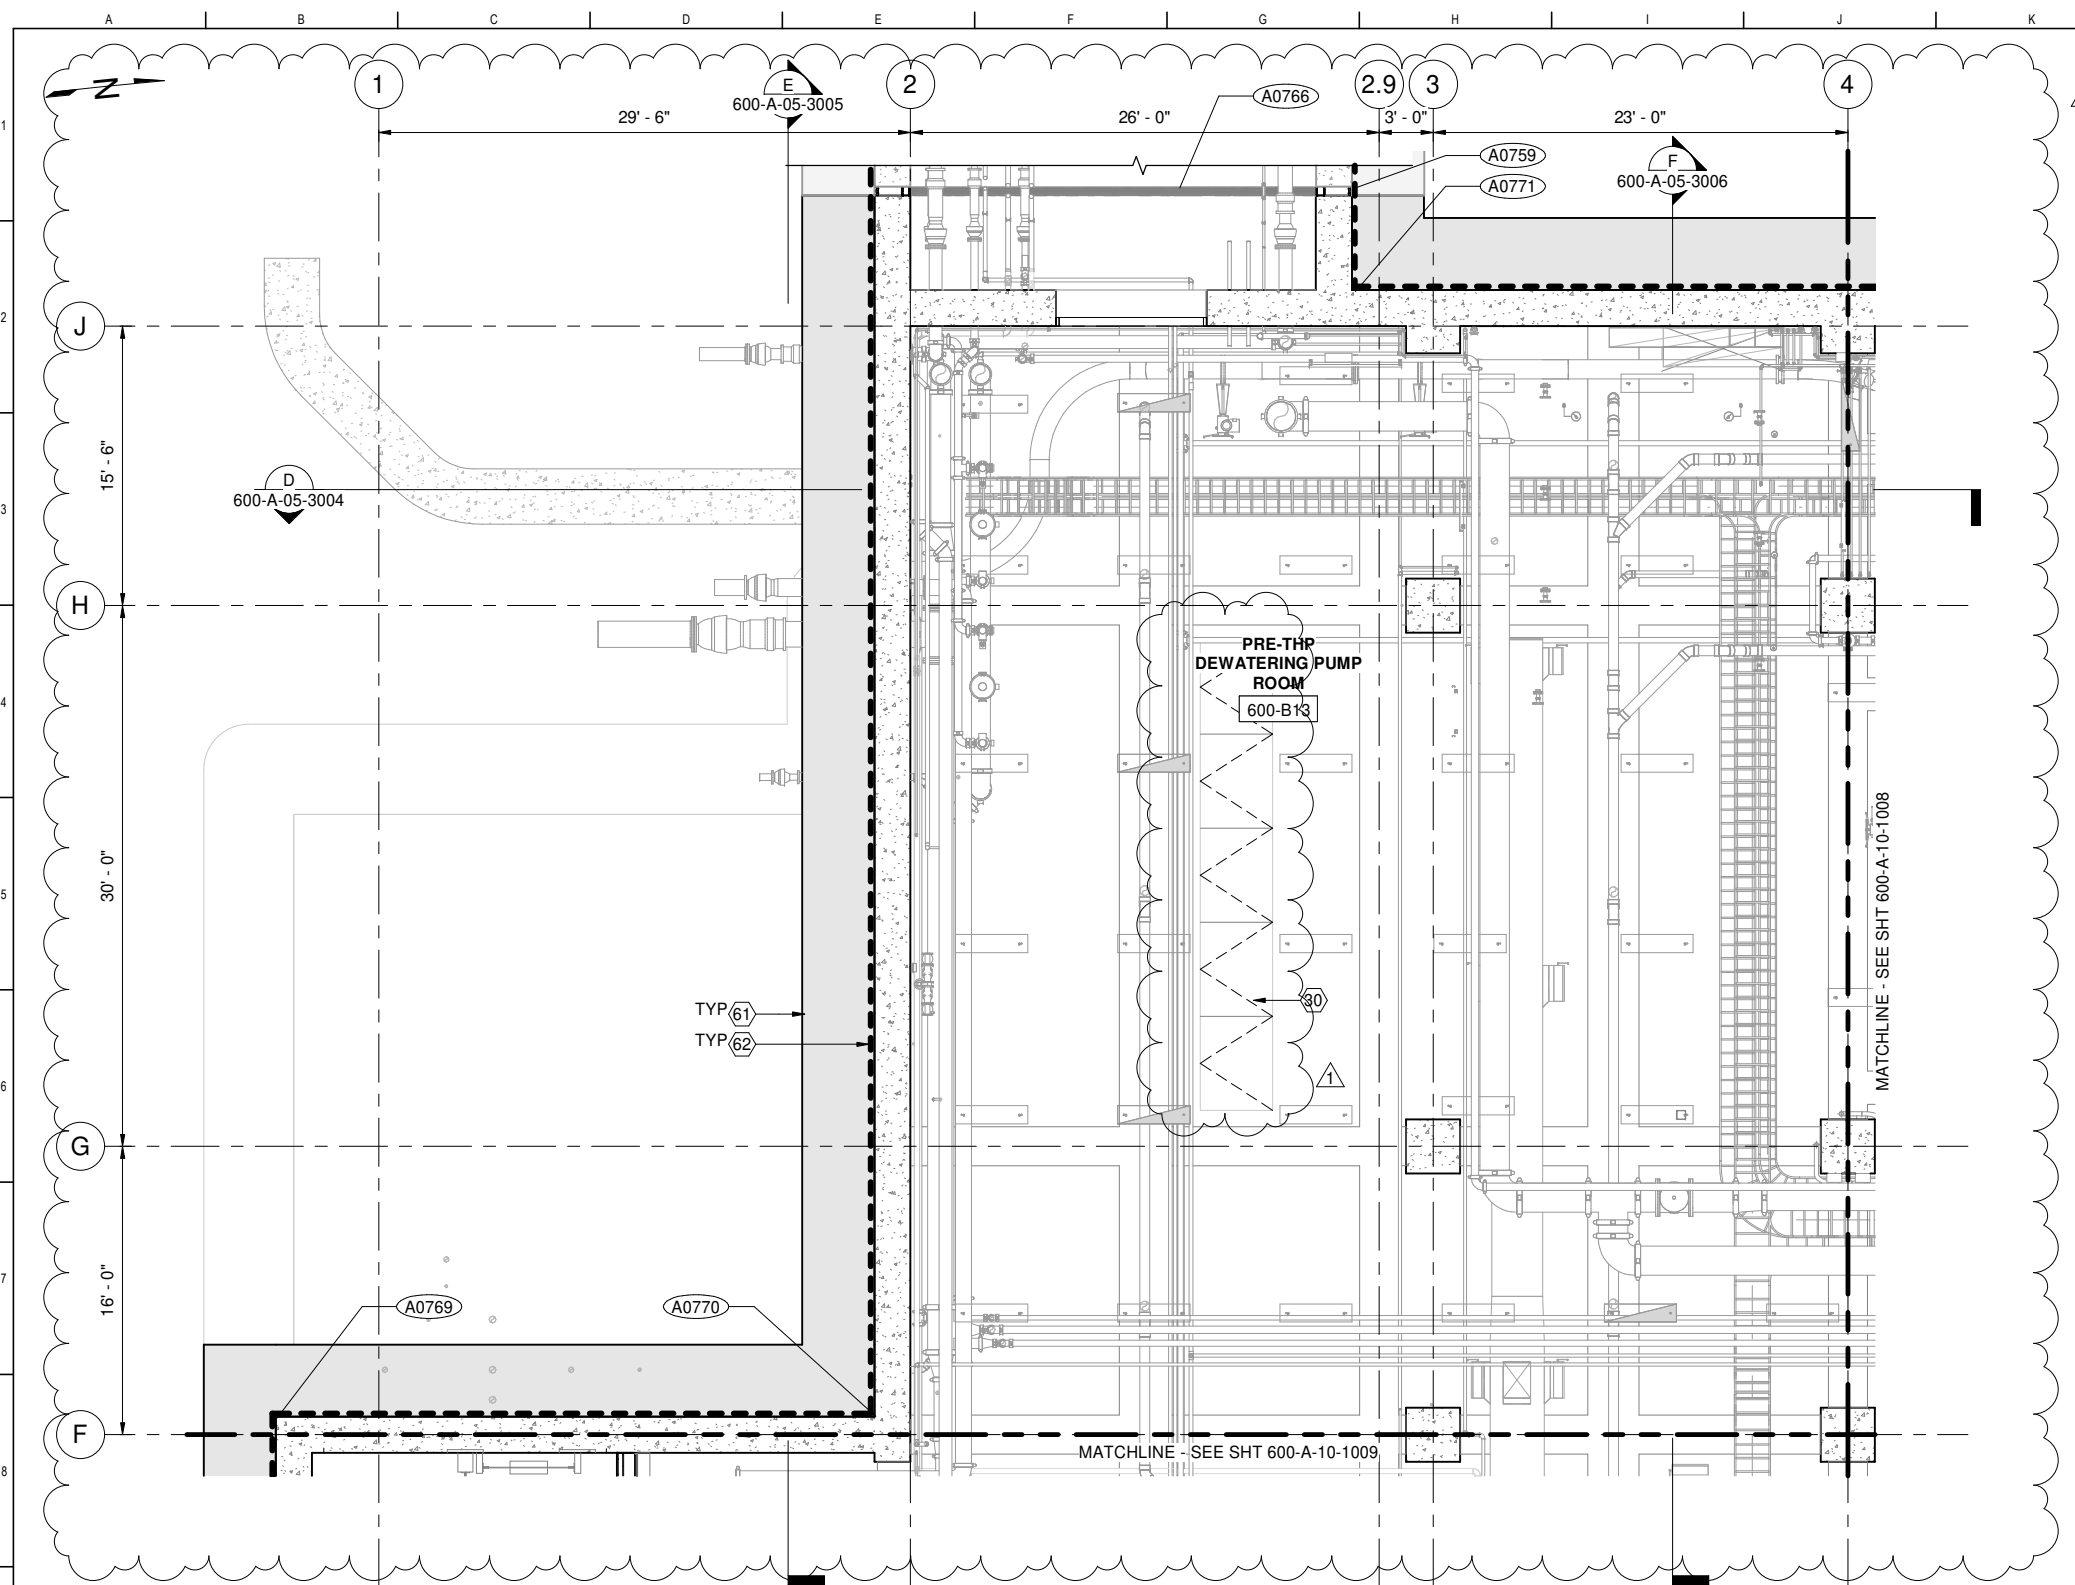 A B C D E F G H I J K
1 E 2 2.9 3 4
600-A-05-3005
A0766
4
29' - 6" 26' - 0" 3' - 0" 23' - 0"
1
A0759
F
600-A-05-3006
A0771
N
J
2
15' - 6"
D
600-A-05-3004
3
H
PRE-THP
DEWATERING PUMP
ROOM
600-B13
4
30' - 0"
5
MATCHLINE - SEE SHT 600-A-10-1008
TYP 61
30
TYP 62
1
6
G
16' - 0"
7
A0769
A0770
F
MATCHLINE - SEE SHT 600-A-10-1009
8